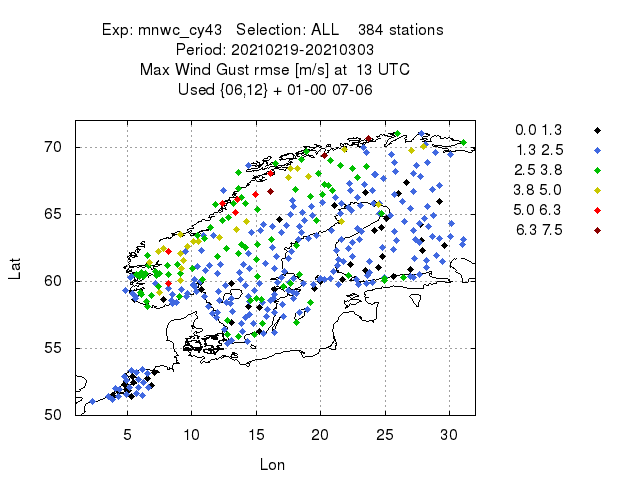 Exp: mnwc_cy43 Selection: ALL 384 stations
Period: 20210219-20210303
Max Wind Gust rmse [m/s] at 13 UTC
Used {06,12} + 01-00 07-06
0.0 1.3
1.3 2.5
2.5 3.8
3.8 5.0
5.0 6.3
6.3 7.5
70
65
60
55
50
Lat
5 10 15 20 25 30
Lon